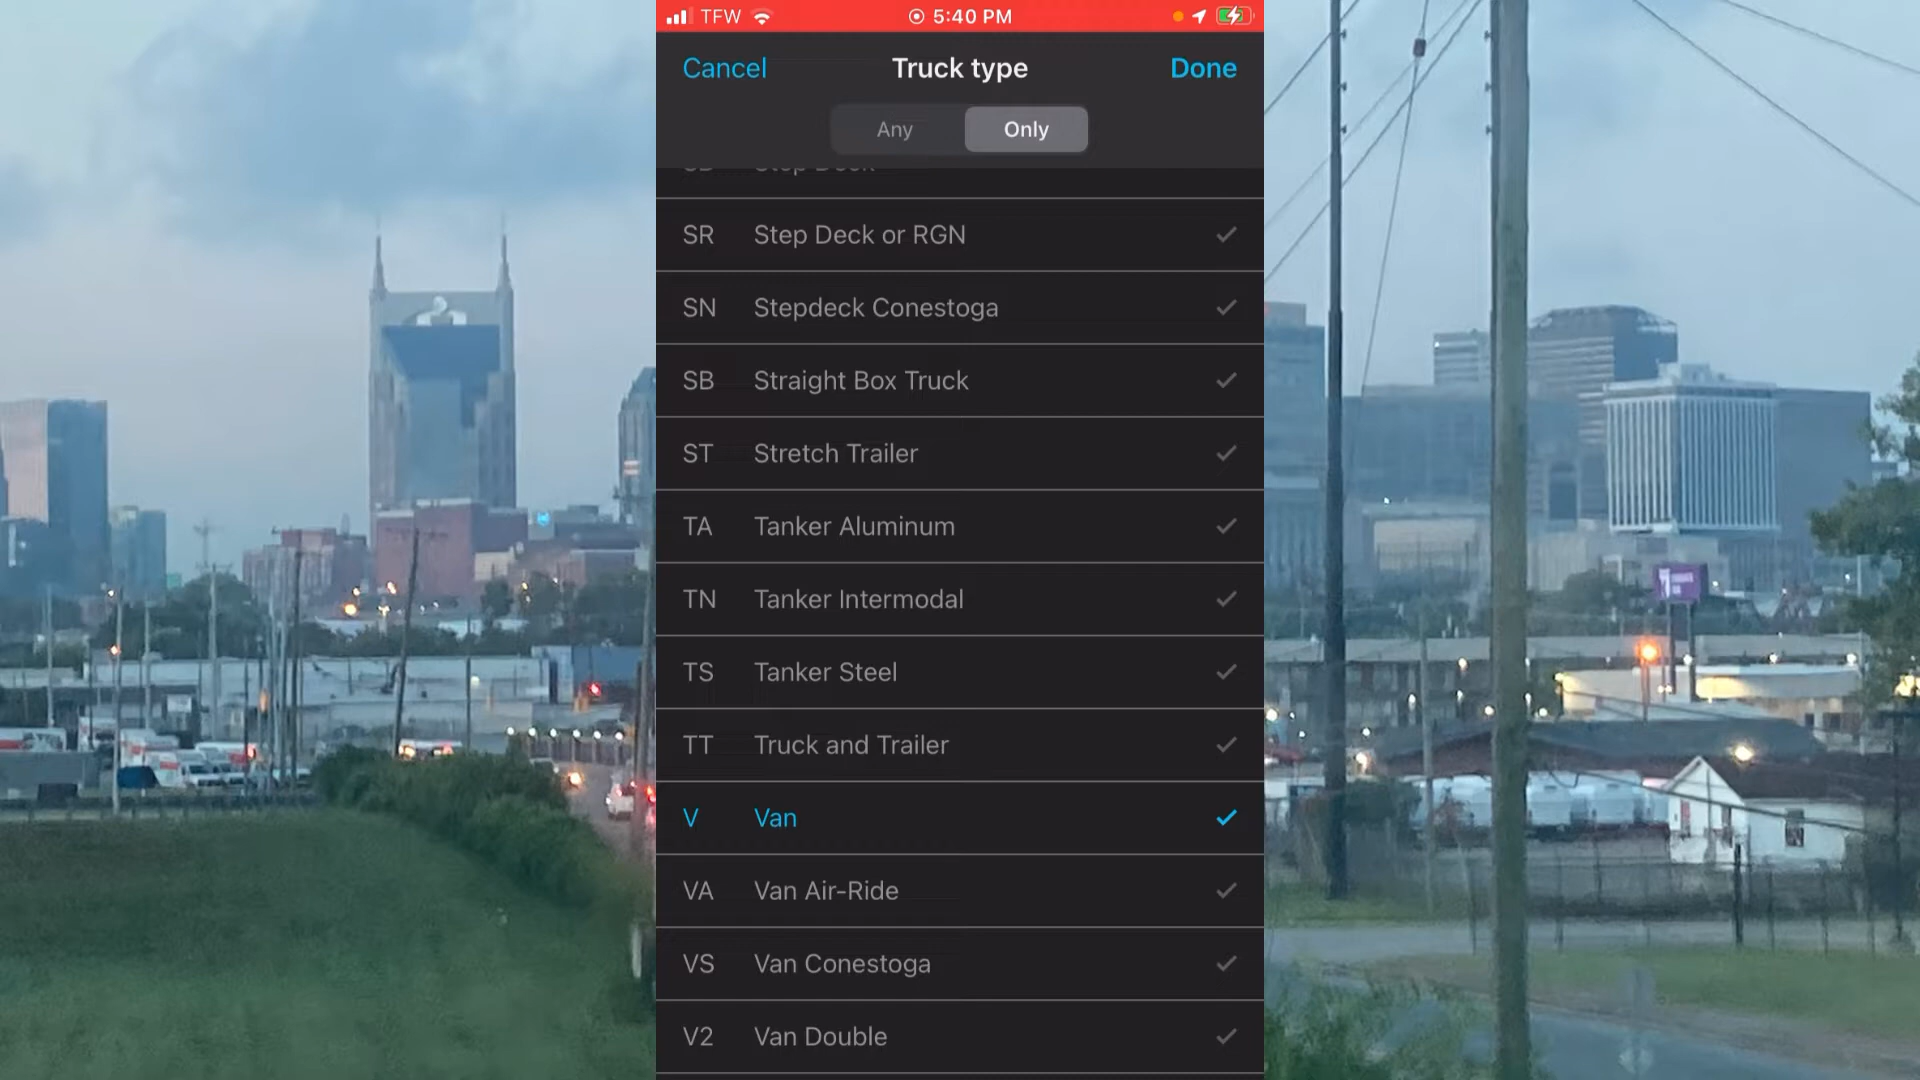 TFW 5:40 PM
Cancel Truck type Done
Any Only
SR Step Deck or RGN
SN Stepdeck Conestoga
SB Straight Box Truck
ST Stretch Trailer
TA Tanker Aluminum
TN Tanker Intermodal
TS Tanker Steel
TT Truck and Trailer
V Van
VA Van Air-Ride
VS Van Conestoga
V2 Van Double